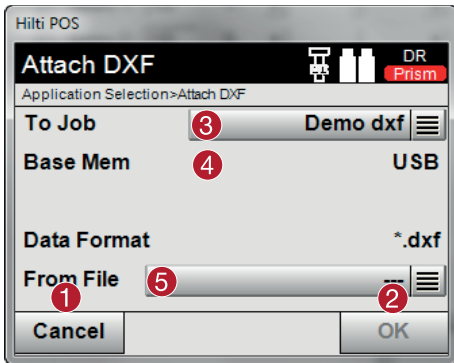 Hilti POS
Attach DXF
DR
Prism
Application Selection>Attach DXF
To Job 3 Demo dxf
Base Mem 4 USB
Data Format *.dxf
From File 5 ---
1 2
Cancel OK